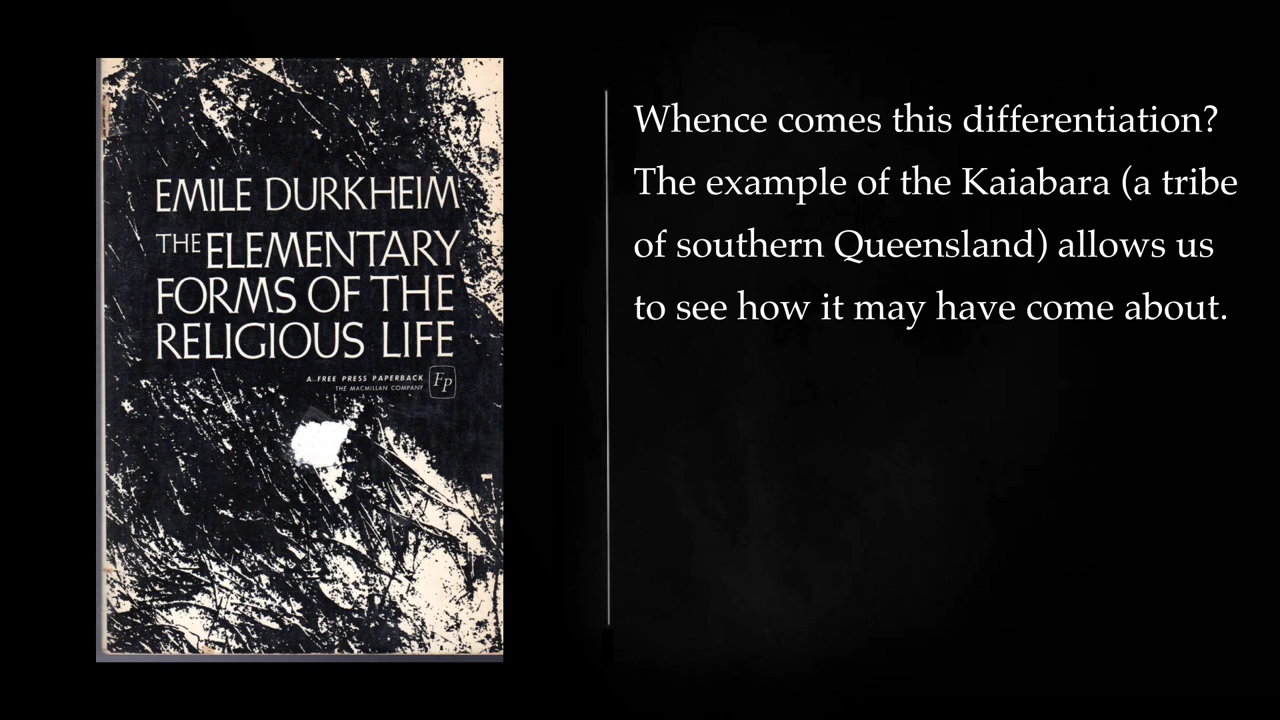 EMILE DURKHEIM
THE ELEMENTARY
FORMS OF THE
RELIGIOUS LIFE
A FREE PRESS PAPERBACK
THE MACMILLAN COMPANY
Fp
Whence comes this differentiation?
The example of the Kaiabara (a tribe
of southern Queensland) allows us
to see how it may have come about.